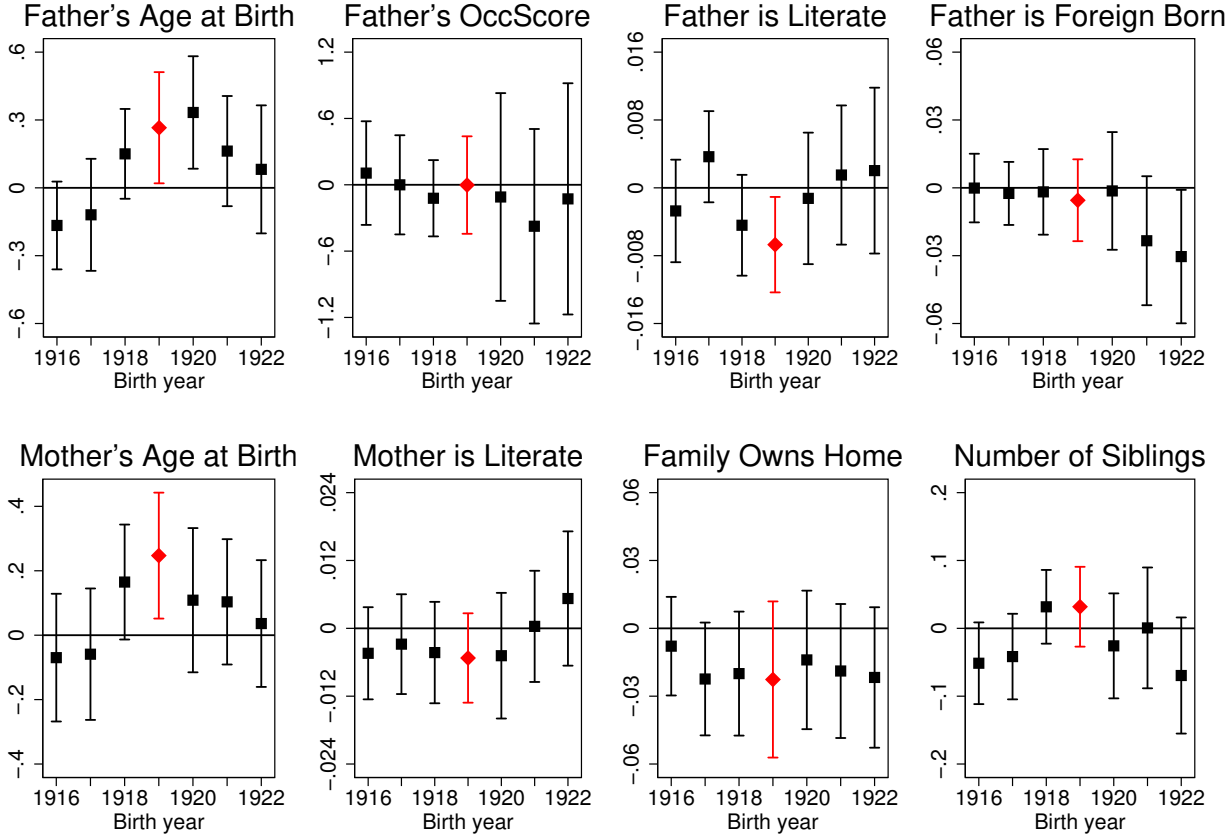 Father's Age at Birth
.6
.3
0
−.3
−.6
1916 1918 1920 1922
Birth year
Father's OccScore
1.2
.6
0
−.6
−1.2
1916 1918 1920 1922
Birth year
Father is Literate
.016
.008
0
−.008
−.016
1916 1918 1920 1922
Birth year
Father is Foreign Born
.06
.03
0
−.03
−.06
1916 1918 1920 1922
Birth year
Mother's Age at Birth
.4
.2
0
−.2
−.4
1916 1918 1920 1922
Birth year
Mother is Literate
.024
.012
0
−.012
−.024
1916 1918 1920 1922
Birth year
Family Owns Home
.06
.03
0
−.03
−.06
1916 1918 1920 1922
Birth year
Number of Siblings
.2
.1
0
−.1
−.2
1916 1918 1920 1922
Birth year